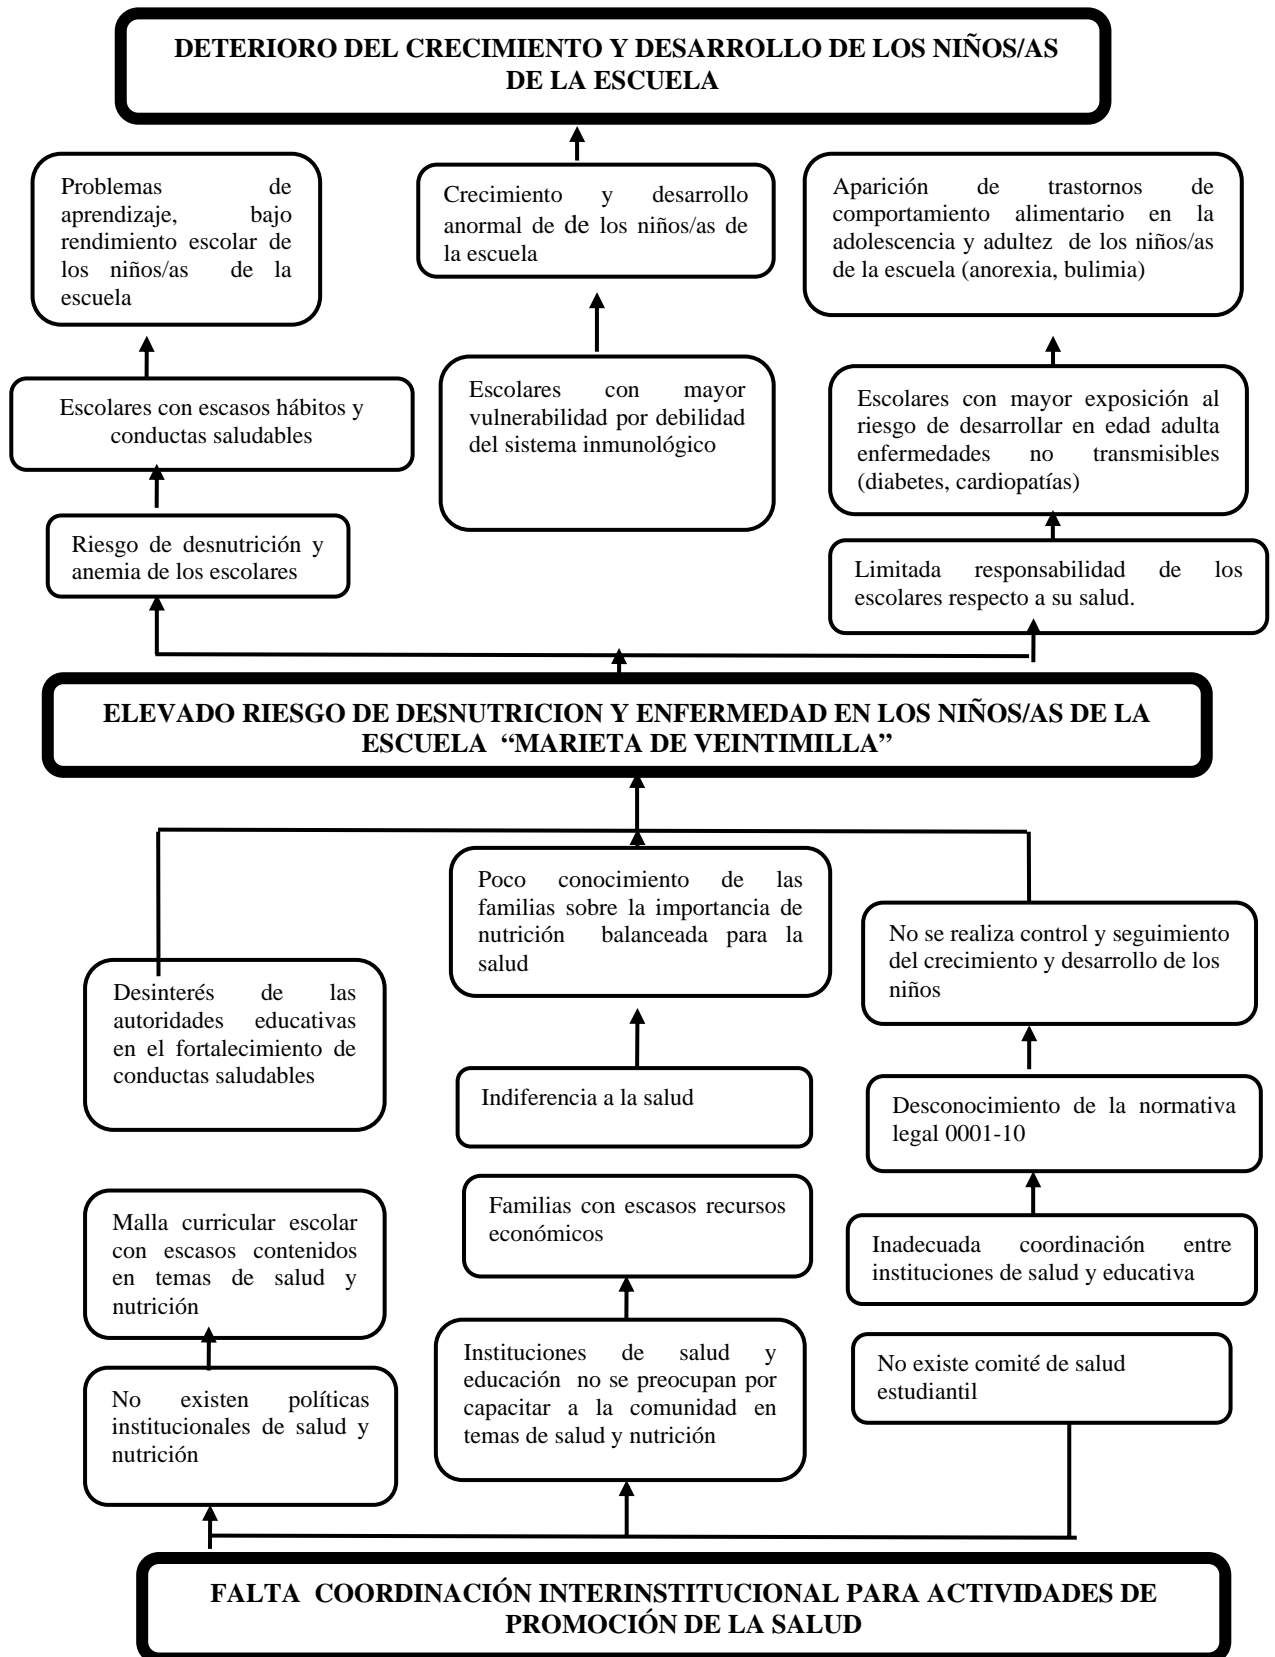 DETERIORO DEL CRECIMIENTO Y DESARROLLO DE LOS NIÑOS/AS
DE LA ESCUELA
Problemas de
aprendizaje, bajo
rendimiento escolar de
los niños/as de la
escuela
Crecimiento y desarrollo
anormal de de los niños/as de
la escuela
Aparición de trastornos de
comportamiento alimentario en la
adolescencia y adultez de los niños/as
de la escuela (anorexia, bulimia)
Escolares con escasos hábitos y
conductas saludables
Escolares con mayor
vulnerabilidad por debilidad
del sistema inmunológico
Escolares con mayor exposición al
riesgo de desarrollar en edad adulta
enfermedades no transmisibles
(diabetes, cardiopatías)
Riesgo de desnutrición y
anemia de los escolares
Limitada responsabilidad de los
escolares respecto a su salud.
ELEVADO RIESGO DE DESNUTRICION Y ENFERMEDAD EN LOS NIÑOS/AS DE LA
ESCUELA “MARIETA DE VEINTIMILLA”
Poco conocimiento de las
familias sobre la importancia de
nutrición balanceada para la
salud
No se realiza control y seguimiento
del crecimiento y desarrollo de los
niños
Desinterés de las
autoridades educativas
en el fortalecimiento de
conductas saludables
Indiferencia a la salud
Desconocimiento de la normativa
legal 0001-10
Malla curricular escolar
con escasos contenidos
en temas de salud y
nutrición
Familias con escasos recursos
económicos
Inadecuada coordinación entre
instituciones de salud y educativa
No existen políticas
institucionales de salud y
nutrición
Instituciones de salud y
educación no se preocupan por
capacitar a la comunidad en
temas de salud y nutrición
No existe comité de salud
estudiantil
FALTA COORDINACIÓN INTERINSTITUCIONAL PARA ACTIVIDADES DE
PROMOCIÓN DE LA SALUD